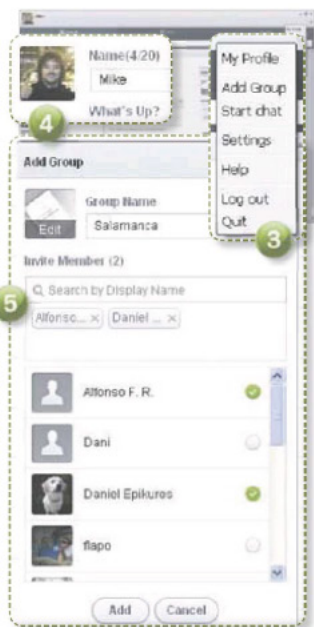 Name(4/20)
Mike
What's Up?
4
My Profile
Add Group
Start chat
Settings
Help
Log out
Quit
3
Add Group
Edit
Group Name
Salamanca
Invite Member (2)
5
Search by Display Name
Alfonso... × Daniel ... ×
Alfonso F. R.
Dani
Daniel Epikuros
flapo
Add
Cancel